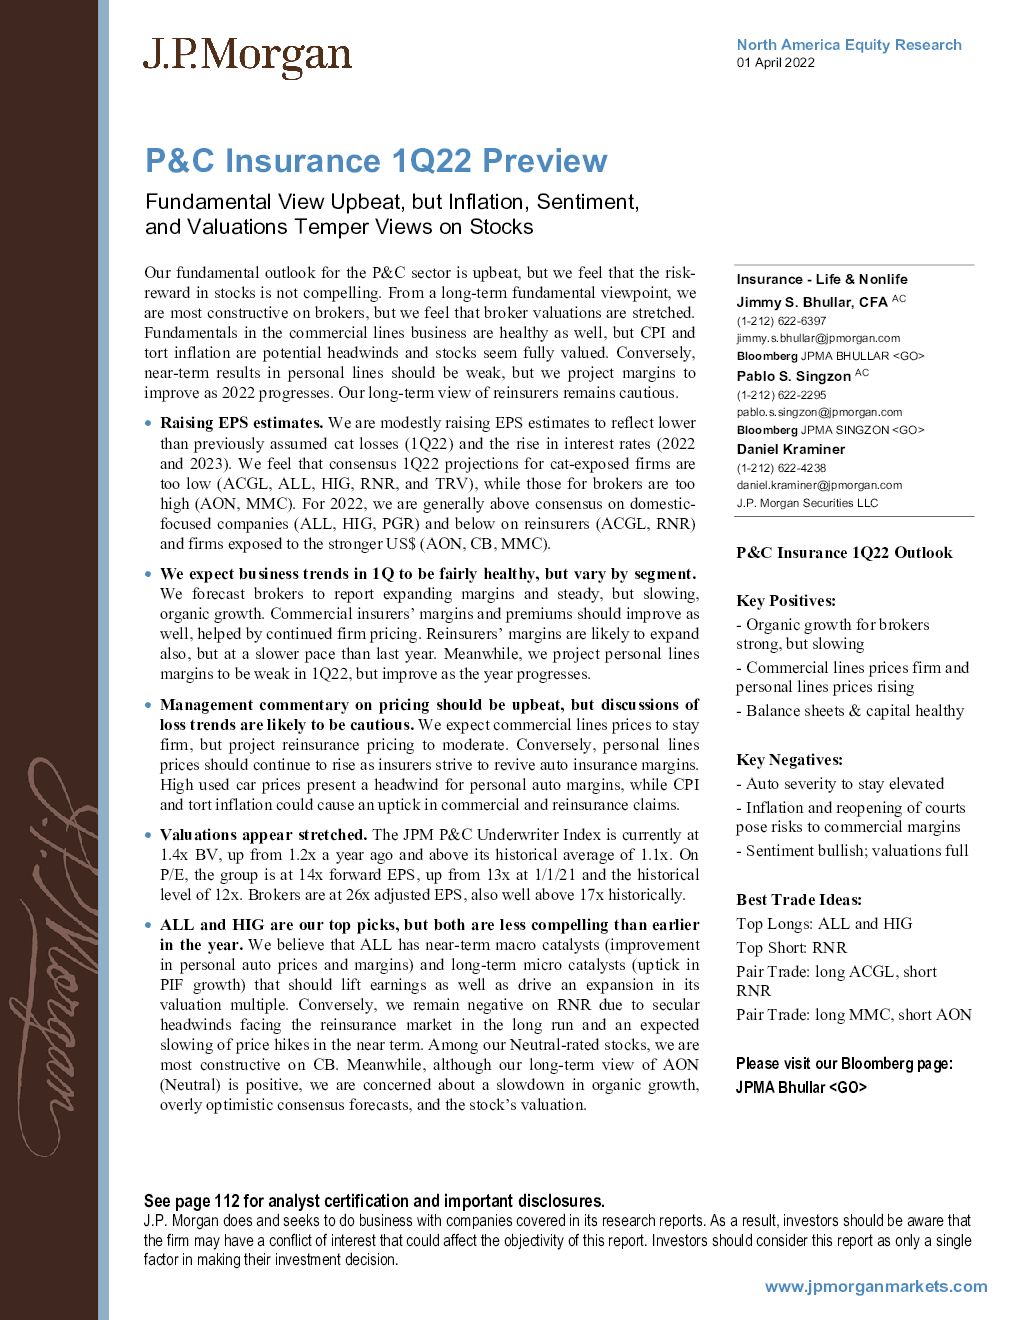 J.P.Morgan
North America Equity Research
01 April 2022
P&C Insurance 1Q22 Preview
Fundamental View Upbeat, but Inflation, Sentiment,
and Valuations Temper Views on Stocks
Our fundamental outlook for the P&C sector is upbeat, but we feel that the risk-
reward in stocks is not compelling. From a long-term fundamental viewpoint, we
are most constructive on brokers, but we feel that broker valuations are stretched.
Fundamentals in the commercial lines business are healthy as well, but CPI and
tort inflation are potential headwinds and stocks seem fully valued. Conversely,
near-term results in personal lines should be weak, but we project margins to
improve as 2022 progresses. Our long-term view of reinsurers remains cautious.
• Raising EPS estimates. We are modestly raising EPS estimates to reflect lower
than previously assumed cat losses (1Q22) and the rise in interest rates (2022
and 2023). We feel that consensus 1Q22 projections for cat-exposed firms are
too low (ACGL, ALL, HIG, RNR, and TRV), while those for brokers are too
high (AON, MMC). For 2022, we are generally above consensus on domestic-
focused companies (ALL, HIG, PGR) and below on reinsurers (ACGL, RNR)
and firms exposed to the stronger US$ (AON, CB, MMC).
• We expect business trends in 1Q to be fairly healthy, but vary by segment.
We forecast brokers to report expanding margins and steady, but slowing,
organic growth. Commercial insurers’ margins and premiums should improve as
well, helped by continued firm pricing. Reinsurers’ margins are likely to expand
also, but at a slower pace than last year. Meanwhile, we project personal lines
margins to be weak in 1Q22, but improve as the year progresses.
• Management commentary on pricing should be upbeat, but discussions of
loss trends are likely to be cautious. We expect commercial lines prices to stay
firm, but project reinsurance pricing to moderate. Conversely, personal lines
prices should continue to rise as insurers strive to revive auto insurance margins.
High used car prices present a headwind for personal auto margins, while CPI
and tort inflation could cause an uptick in commercial and reinsurance claims.
• Valuations appear stretched. The JPM P&C Underwriter Index is currently at
1.4x BV, up from 1.2x a year ago and above its historical average of 1.1x. On
P/E, the group is at 14x forward EPS, up from 13x at 1/1/21 and the historical
level of 12x. Brokers are at 26x adjusted EPS, also well above 17x historically.
• ALL and HIG are our top picks, but both are less compelling than earlier
in the year. We believe that ALL has near-term macro catalysts (improvement
in personal auto prices and margins) and long-term micro catalysts (uptick in
PIF growth) that should lift earnings as well as drive an expansion in its
valuation multiple. Conversely, we remain negative on RNR due to secular
headwinds facing the reinsurance market in the long run and an expected
slowing of price hikes in the near term. Among our Neutral-rated stocks, we are
most constructive on CB. Meanwhile, although our long-term view of AON
(Neutral) is positive, we are concerned about a slowdown in organic growth,
overly optimistic consensus forecasts, and the stock’s valuation.
Insurance - Life & Nonlife
Jimmy S. Bhullar, CFA AC
(1-212) 622-6397
jimmy.s.bhullar@jpmorgan.com
Bloomberg JPMA BHULLAR <GO>
Pablo S. Singzon AC
(1-212) 622-2295
pablo.s.singzon@jpmorgan.com
Bloomberg JPMA SINGZON <GO>
Daniel Kraminer
(1-212) 622-4238
daniel.kraminer@jpmorgan.com
J.P. Morgan Securities LLC
P&C Insurance 1Q22 Outlook
Key Positives:
- Organic growth for brokers
strong, but slowing
- Commercial lines prices firm and
personal lines prices rising
- Balance sheets & capital healthy
Key Negatives:
- Auto severity to stay elevated
- Inflation and reopening of courts
pose risks to commercial margins
- Sentiment bullish; valuations full
Best Trade Ideas:
Top Longs: ALL and HIG
Top Short: RNR
Pair Trade: long ACGL, short
RNR
Pair Trade: long MMC, short AON
Please visit our Bloomberg page:
JPMA Bhullar <GO>
J.P. Morgan
See page 112 for analyst certification and important disclosures.
J.P. Morgan does and seeks to do business with companies covered in its research reports. As a result, investors should be aware that
the firm may have a conflict of interest that could affect the objectivity of this report. Investors should consider this report as only a single
factor in making their investment decision.
www.jpmorganmarkets.com